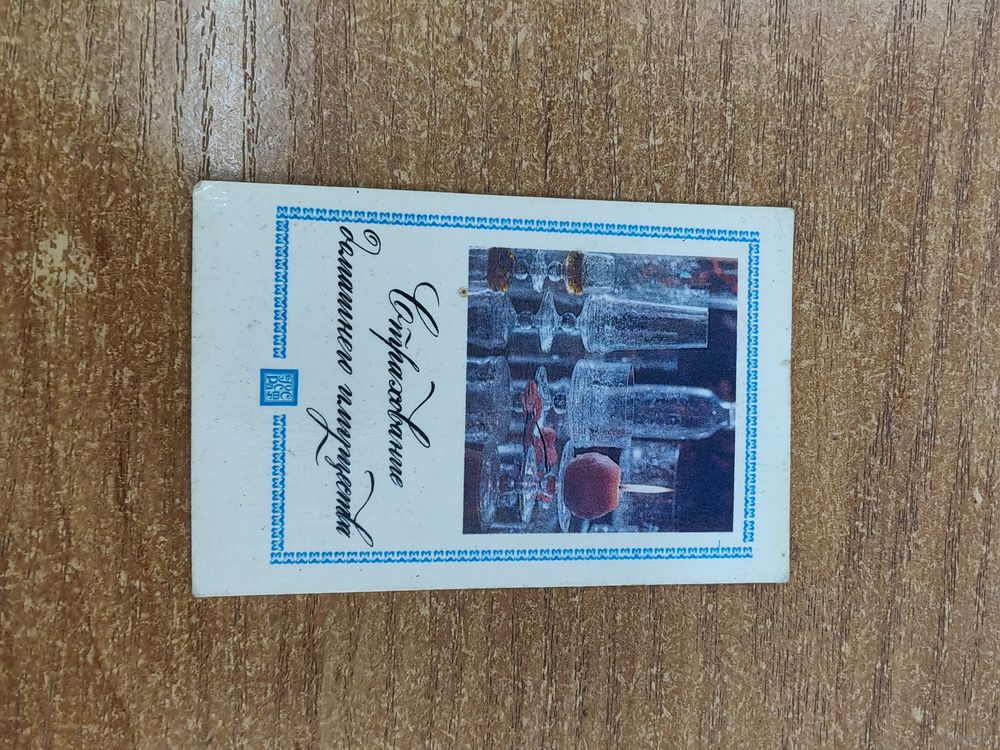 Страхование
домашнего имущества